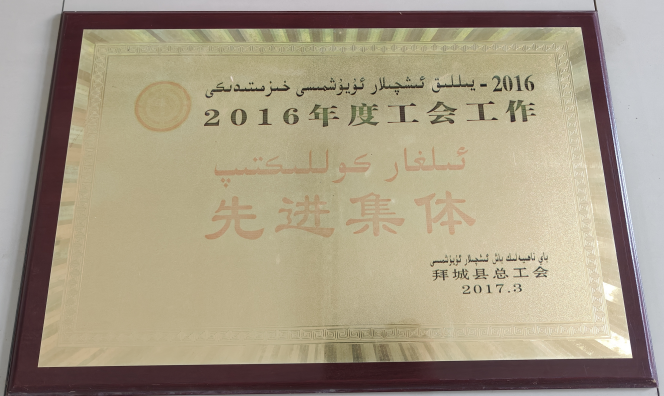 2016 - يىللىق ئىشچىلار ئۇيۇشمىسى خىزمىتىدىكى
2016年度工会工作
ئىلغار كوللىكتىپ
先进集体
باي ناھىيەلىك باش ئىشچىلار ئۇيۇشمىسى
拜城县总工会
2017.3